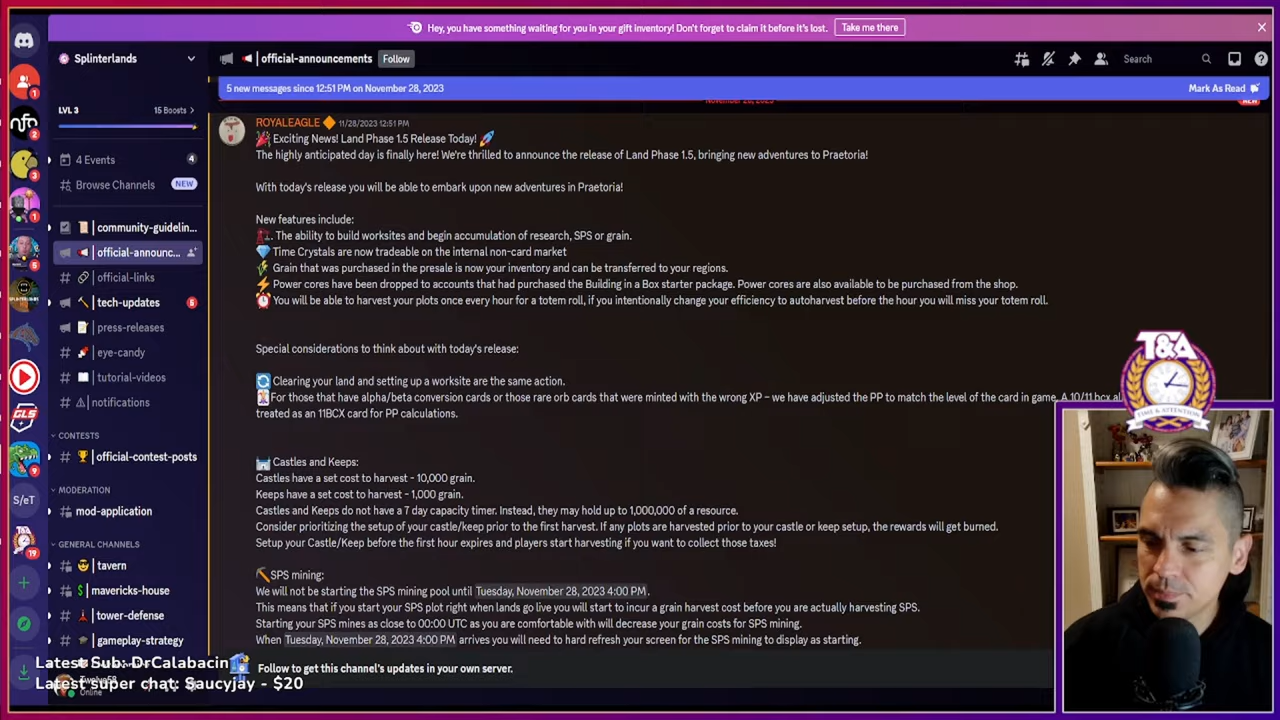 Hey, you have something waiting for you in your gift inventory! Don't forget to claim it before it's lost.
Take me there
Splinterlands
official-announcements
Follow
Search
5 new messages since 12:51 PM on November 28, 2023
Mark As Read
LVL 3
15 Boosts
4 Events
4
Browse Channels
NEW
community-guidelin...
official-announc...
official-links
tech-updates
5
press-releases
eye-candy
tutorial-videos
notifications
CONTESTS
official-contest-posts
MODERATION
mod-application
GENERAL CHANNELS
tavern
mavericks-house
tower-defense
gameplay-strategy
Online
ROYALEAGLE 11/28/2023 12:51 PM
Exciting News! Land Phase 1.5 Release Today!
The highly anticipated day is finally here! We're thrilled to announce the release of Land Phase 1.5, bringing new adventures to Praetoria!
With today's release you will be able to embark upon new adventures in Praetoria!
New features include:
. The ability to build worksites and begin accumulation of research, SPS or grain.
Time Crystals are now tradeable on the internal non-card market
Grain that was purchased in the presale is now your inventory and can be transferred to your regions.
Power cores have been dropped to accounts that had purchased the Building in a Box starter package. Power cores are also available to be purchased from the shop.
You will be able to harvest your plots once every hour for a totem roll, if you intentionally change your efficiency to autoharvest before the hour you will miss your totem roll.
Special considerations to think about with today's release:
Clearing your land and setting up a worksite are the same action.
For those that have alpha/beta conversion cards or those rare orb cards that were minted with the wrong XP – we have adjusted the PP to match the level of the card in game. A 10/11 bcx
treated as an 11BCX card for PP calculations.
Castles and Keeps:
Castles have a set cost to harvest - 10,000 grain.
Keeps have a set cost to harvest - 1,000 grain.
Castles and Keeps do not have a 7 day capacity timer. Instead, they may hold up to 1,000,000 of a resource.
Consider prioritizing the setup of your castle/keep prior to the first harvest. If any plots are harvested prior to your castle or keep setup, the rewards will get burned.
Setup your Castle/Keep before the first hour expires and players start harvesting if you want to collect those taxes!
SPS mining:
We will not be starting the SPS mining pool until Tuesday, November 28, 2023 4:00 PM.
This means that if you start your SPS plot right when lands go live you will start to incur a grain harvest cost before you are actually harvesting SPS.
Starting your SPS mines as close to 00:00 UTC as you are comfortable with will decrease your grain costs for SPS mining.
When Tuesday, November 28, 2023 4:00 PM arrives you will need to hard refresh your screen for the SPS mining to display as starting.
Follow to get this channel's updates in your own server.
Latest Sub: DrCalabacin
Latest super chat: Saucyjay - $20
T&A
TIME & ATTENTION
nfc
GLS
S/eT
1
2
3
1
5
9
19